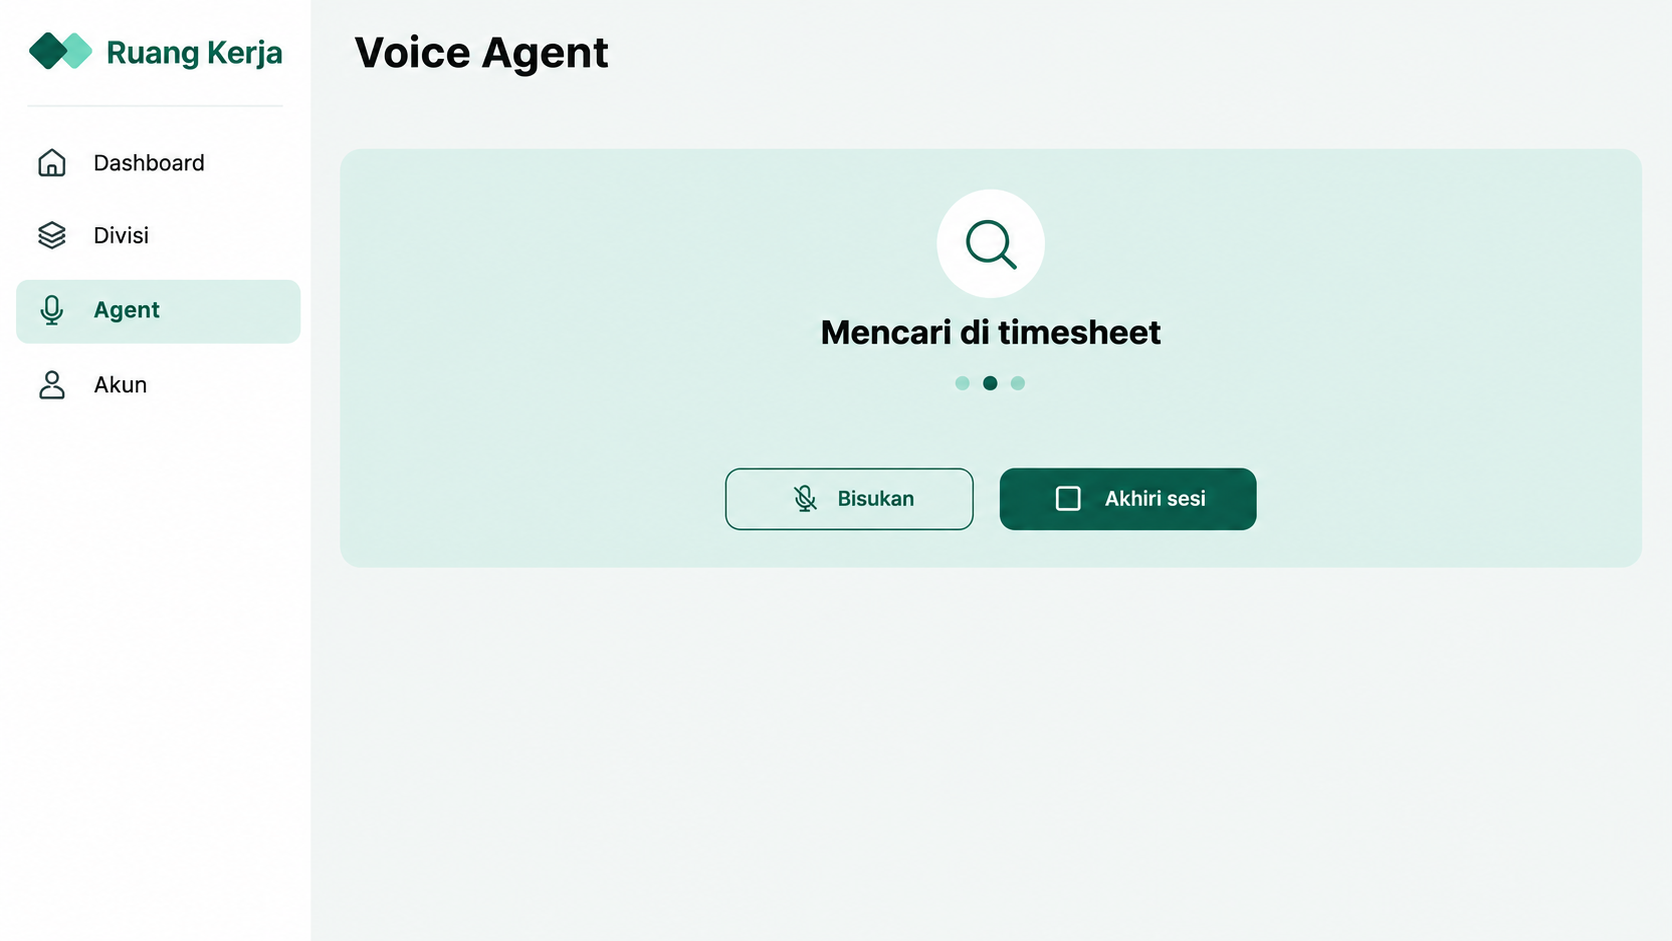 Ruang Kerja
Dashboard
Divisi
Agent
Akun
Voice Agent
Mencari di timesheet
Bisukan
Akhiri sesi